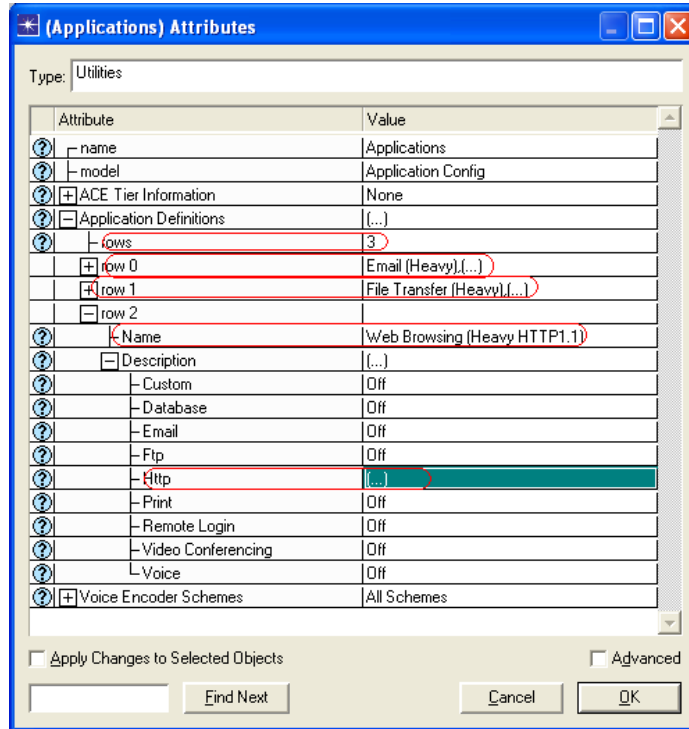 (Applications) Attributes
Type: Utilities
Attribute Value
name Applications
model Application Config
ACE Tier Information None
Application Definitions (...)
rows 3
row 0 Email (Heavy),(...)
row 1 File Transfer (Heavy),(...)
row 2
Name Web Browsing (Heavy HTTP1.1)
Description (...)
Custom Off
Database Off
Email Off
Ftp Off
Http (...)
Print Off
Remote Login Off
Video Conferencing Off
Voice Off
Voice Encoder Schemes All Schemes
Apply Changes to Selected Objects Advanced
Find Next Cancel OK